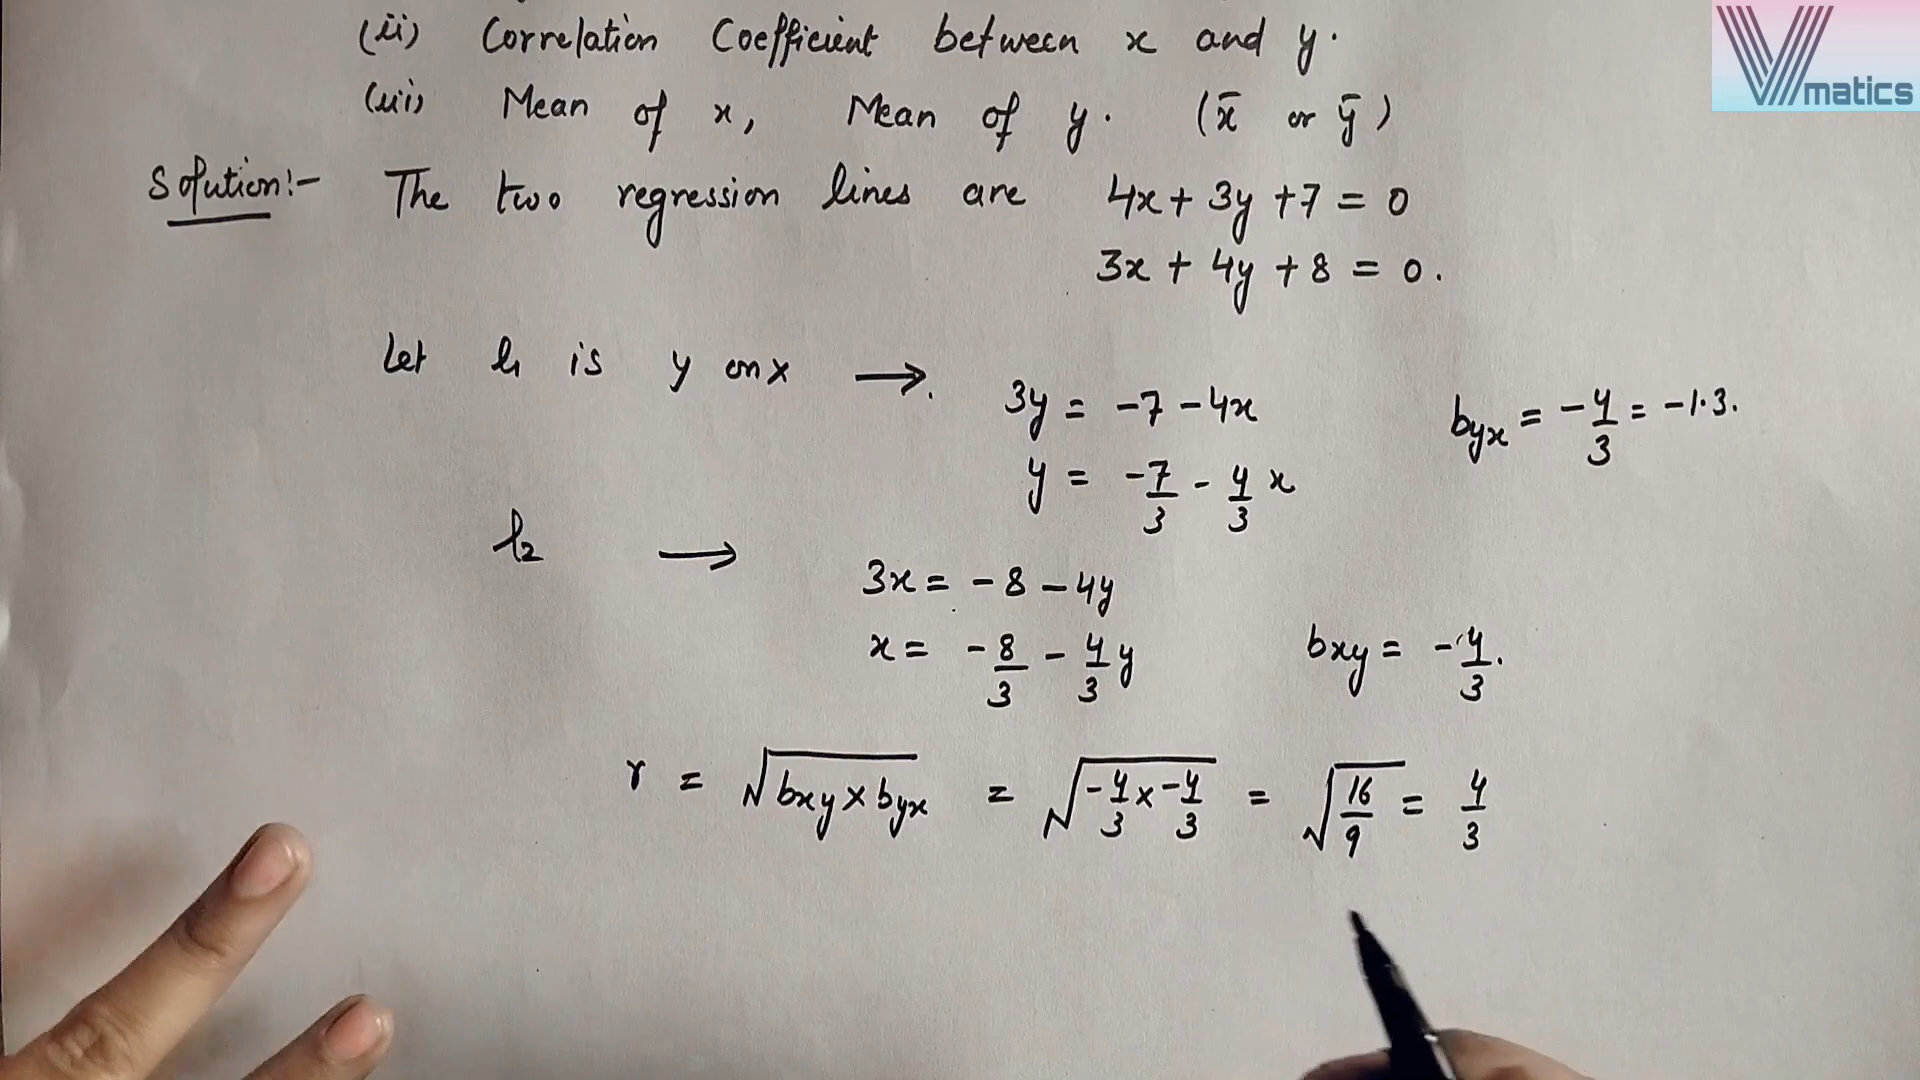 (ii) Correlation Coefficient between x and y.
(iii) Mean of x, Mean of y. (x̄ or ȳ)
Solution:- The two regression lines are 4x + 3y + 7 = 0
3x + 4y + 8 = 0.
Let l₁ is y on x →. 3y = -7 - 4x
byx = -4/3 = -1.3.
y = -7/3 - 4/3 x
l₂ → 3x = -8 - 4y
x = -8/3 - 4/3 y bxy = -4/3.
r = √(bxy × byx) = √(-4/3 × -4/3) = √(16/9) = 4/3
Vmatics